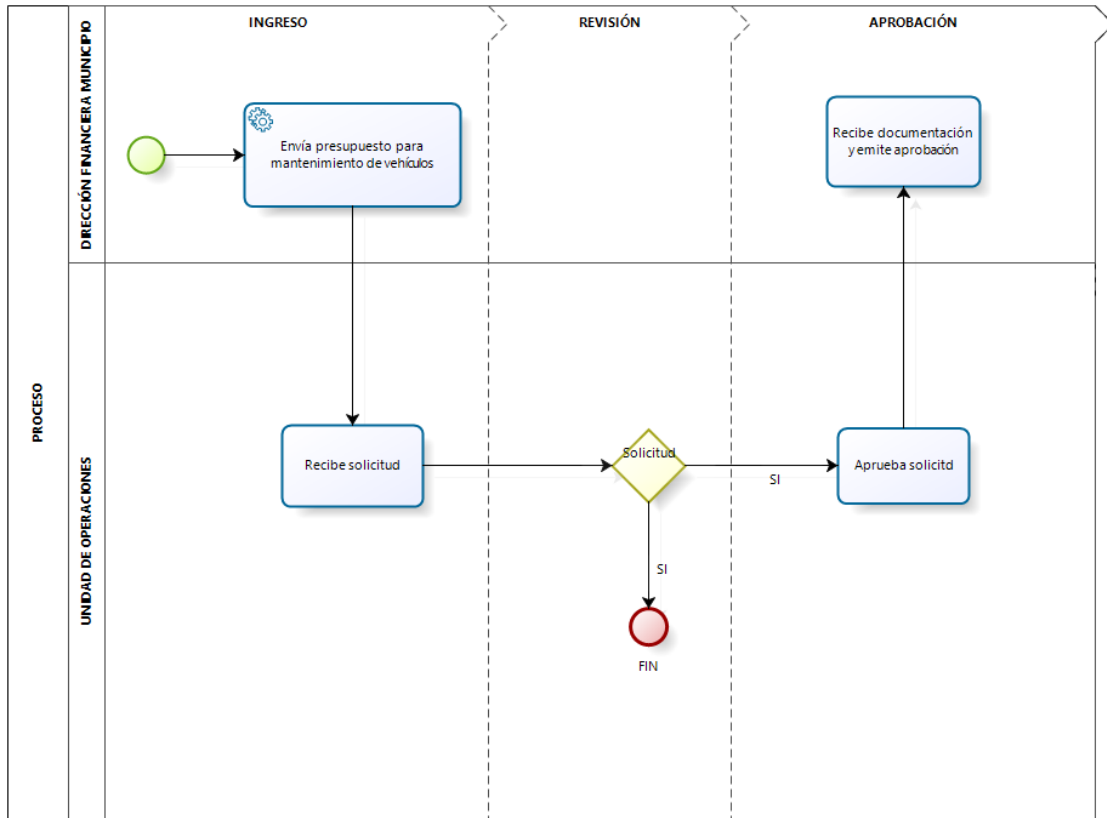 INGRESO
REVISIÓN
APROBACIÓN
PROCESO
DIRECCIÓN FINANCIERA MUNICIPIO
Envía presupuesto para
mantenimiento de vehículos
Recibe documentación
y emite aprobación
UNIDAD DE OPERACIONES
Recibe solicitud
Solicitud
SI
Aprueba solicitd
SI
FIN